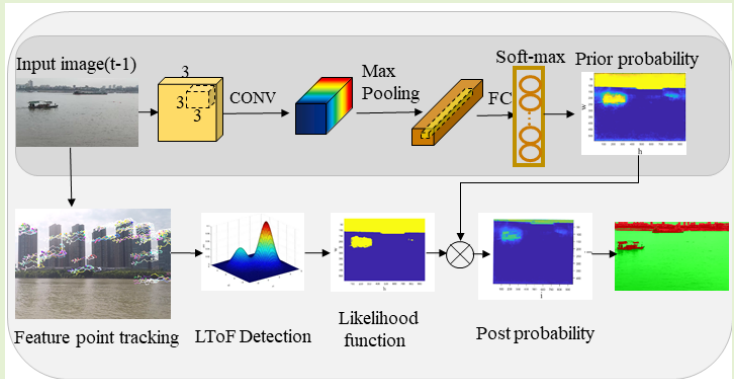 Input image(t-1)
3
3
3
CONV
Max
Pooling
FC
Soft-max
Prior probability
Feature point tracking
LToF Detection
Likelihood
function
Post probability